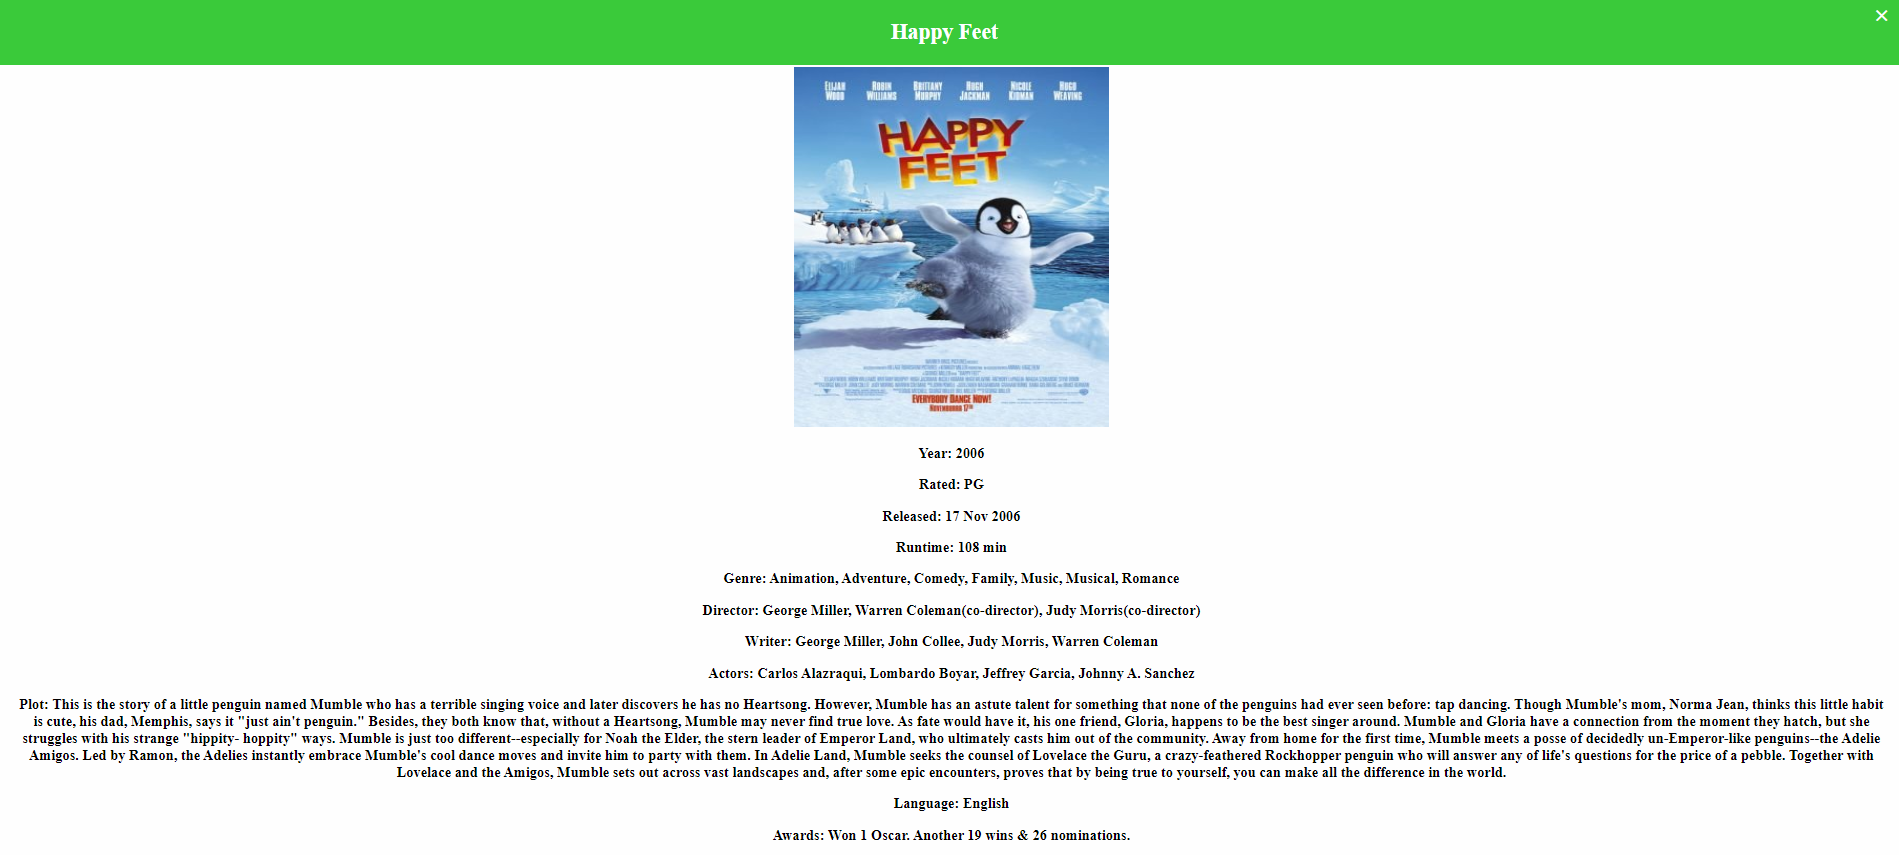 Happy Feet
×
ELIJAH WOOD ROBIN WILLIAMS BRITTANY MURPHY HUGH JACKMAN NICOLE KIDMAN HUGO WEAVING
HAPPY
FEET
EVERYBODY DANCE NOW!
NOVEMBRRR 17TH
Year: 2006
Rated: PG
Released: 17 Nov 2006
Runtime: 108 min
Genre: Animation, Adventure, Comedy, Family, Music, Musical, Romance
Director: George Miller, Warren Coleman(co-director), Judy Morris(co-director)
Writer: George Miller, John Collee, Judy Morris, Warren Coleman
Actors: Carlos Alazraqui, Lombardo Boyar, Jeffrey Garcia, Johnny A. Sanchez
Plot: This is the story of a little penguin named Mumble who has a terrible singing voice and later discovers he has no Heartsong. However, Mumble has an astute talent for something that none of the penguins had ever seen before: tap dancing. Though Mumble's mom, Norma Jean, thinks this little habit
is cute, his dad, Memphis, says it "just ain't penguin." Besides, they both know that, without a Heartsong, Mumble may never find true love. As fate would have it, his one friend, Gloria, happens to be the best singer around. Mumble and Gloria have a connection from the moment they hatch, but she
struggles with his strange "hippity- hoppity" ways. Mumble is just too different--especially for Noah the Elder, the stern leader of Emperor Land, who ultimately casts him out of the community. Away from home for the first time, Mumble meets a posse of decidedly un-Emperor-like penguins--the Adelie
Amigos. Led by Ramon, the Adelies instantly embrace Mumble's cool dance moves and invite him to party with them. In Adelie Land, Mumble seeks the counsel of Lovelace the Guru, a crazy-feathered Rockhopper penguin who will answer any of life's questions for the price of a pebble. Together with
Lovelace and the Amigos, Mumble sets out across vast landscapes and, after some epic encounters, proves that by being true to yourself, you can make all the difference in the world.
Language: English
Awards: Won 1 Oscar. Another 19 wins & 26 nominations.